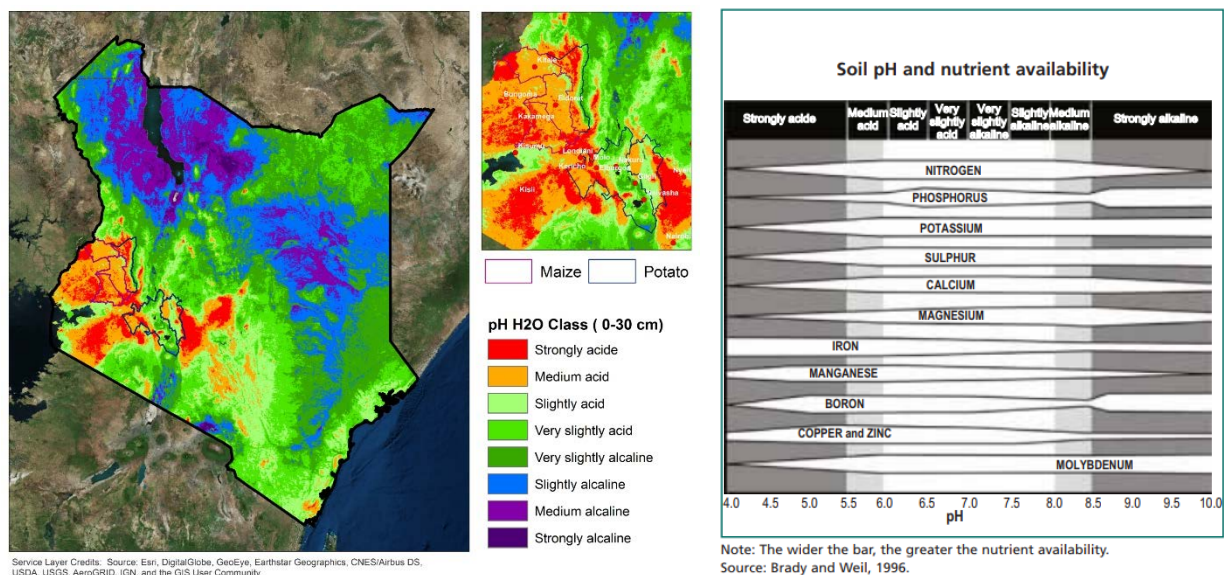 Kitale
Bungoma
Eldoret
Kakamega
Kisumu
Londiani
Molo
Kericho
Nakuru
Kisii
Naivasha
Nairobi
Maize
Potato
pH H2O Class ( 0-30 cm)
Strongly acide
Medium acid
Slightly acid
Very slightly acid
Very slightly alcaline
Slightly alcaline
Medium alcaline
Strongly alcaline
Service Layer Credits: Source: Esri, DigitalGlobe, GeoEye, Earthstar Geographics, CNES/Airbus DS,
USDA, USGS, AeroGRID, IGN, and the GIS User Community
Soil pH and nutrient availability
Strongly acide
Medium acid
Slightly acid
Very slightly acid
Very slightly alkaline
Slightly alkaline
Medium alkaline
Strongly alkaline
NITROGEN
PHOSPHORUS
POTASSIUM
SULPHUR
CALCIUM
MAGNESIUM
IRON
MANGANESE
BORON
COPPER and ZINC
MOLYBDENUM
4.0 4.5 5.0 5.5 6.0 6.5 7.0 7.5 8.0 8.5 9.0 9.5 10.0
pH
Note: The wider the bar, the greater the nutrient availability.
Source: Brady and Weil, 1996.